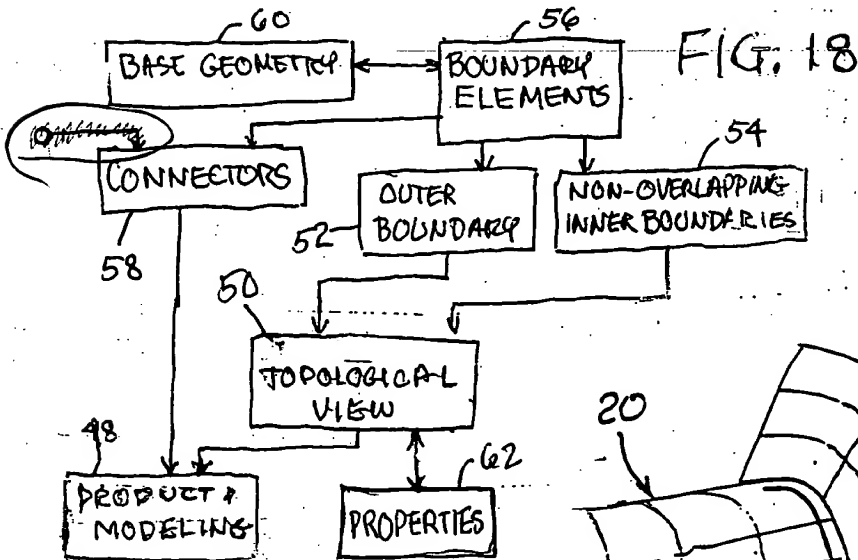 60
56
FIG. 18
BASE GEOMETRY
BOUNDARY
ELEMENTS
54
CONNECTORS
OUTER
BOUNDARY
NON-OVERLAPPING
INNER BOUNDARIES
52
58
50
TOPOLOGICAL
VIEW
20
48
62
PRODUCT
MODELING
PROPERTIES